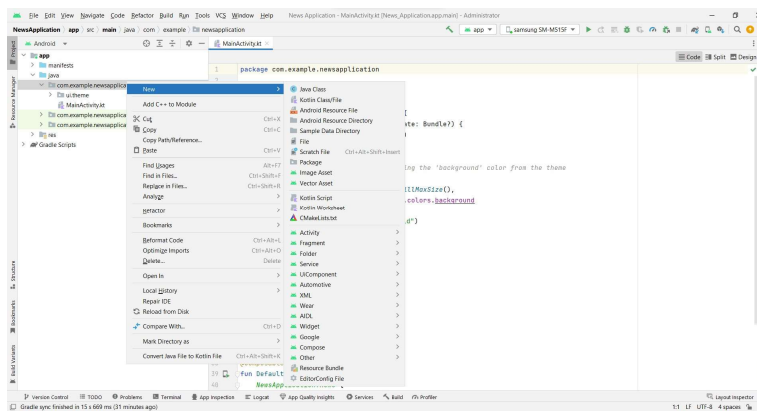 File Edit View Navigate Code Refactor Build Run Tools VCS Window Help News Application - MainActivity.kt [News_Application.app.main] - Administrator
NewsApplication app src main java com example newsapplication
app samsung SM-M515F
Android
MainActivity.kt
Code Split Design
Project
Resource Manager
app
manifests
java
com.example.newsapplica
ui.theme
MainActivity.kt
com.example.newsapplica
com.example.newsapplica
res
Gradle Scripts
1 package com.example.newsapplication
New
Add C++ to Module
Cut Ctrl+X
Copy Ctrl+C
Copy Path/Reference...
Paste Ctrl+V
Find Usages Alt+F7
Find in Files... Ctrl+Shift+F
Replace in Files... Ctrl+Shift+R
Analyze
Refactor
Bookmarks
Reformat Code Ctrl+Alt+L
Optimize Imports Ctrl+Alt+O
Delete... Delete
Open In
Local History
Repair IDE
Reload from Disk
Compare With... Ctrl+D
Mark Directory as
Convert Java File to Kotlin File Ctrl+Alt+Shift+K
Java Class
Kotlin Class/File
Android Resource File
Android Resource Directory
Sample Data Directory
File
Scratch File Ctrl+Alt+Shift+Insert
Package
Image Asset
Vector Asset
Kotlin Script
Kotlin Worksheet
CMakeLists.txt
Activity
Fragment
Folder
Service
UiComponent
Automotive
XML
Wear
AIDL
Widget
Google
Compose
Other
Resource Bundle
EditorConfig File
{
te: Bundle?) {
)
ing the 'background' color from the theme
illMaxSize(),
.colors.background
d")
39 fun Default
40 NewsApp
Structure
Bookmarks
Build Variants
Version Control TODO Problems Terminal App Inspection Logcat App Quality Insights Services Build Profiler Layout Inspector
Gradle sync finished in 15 s 669 ms (31 minutes ago) 1:1 LF UTF-8 4 spaces